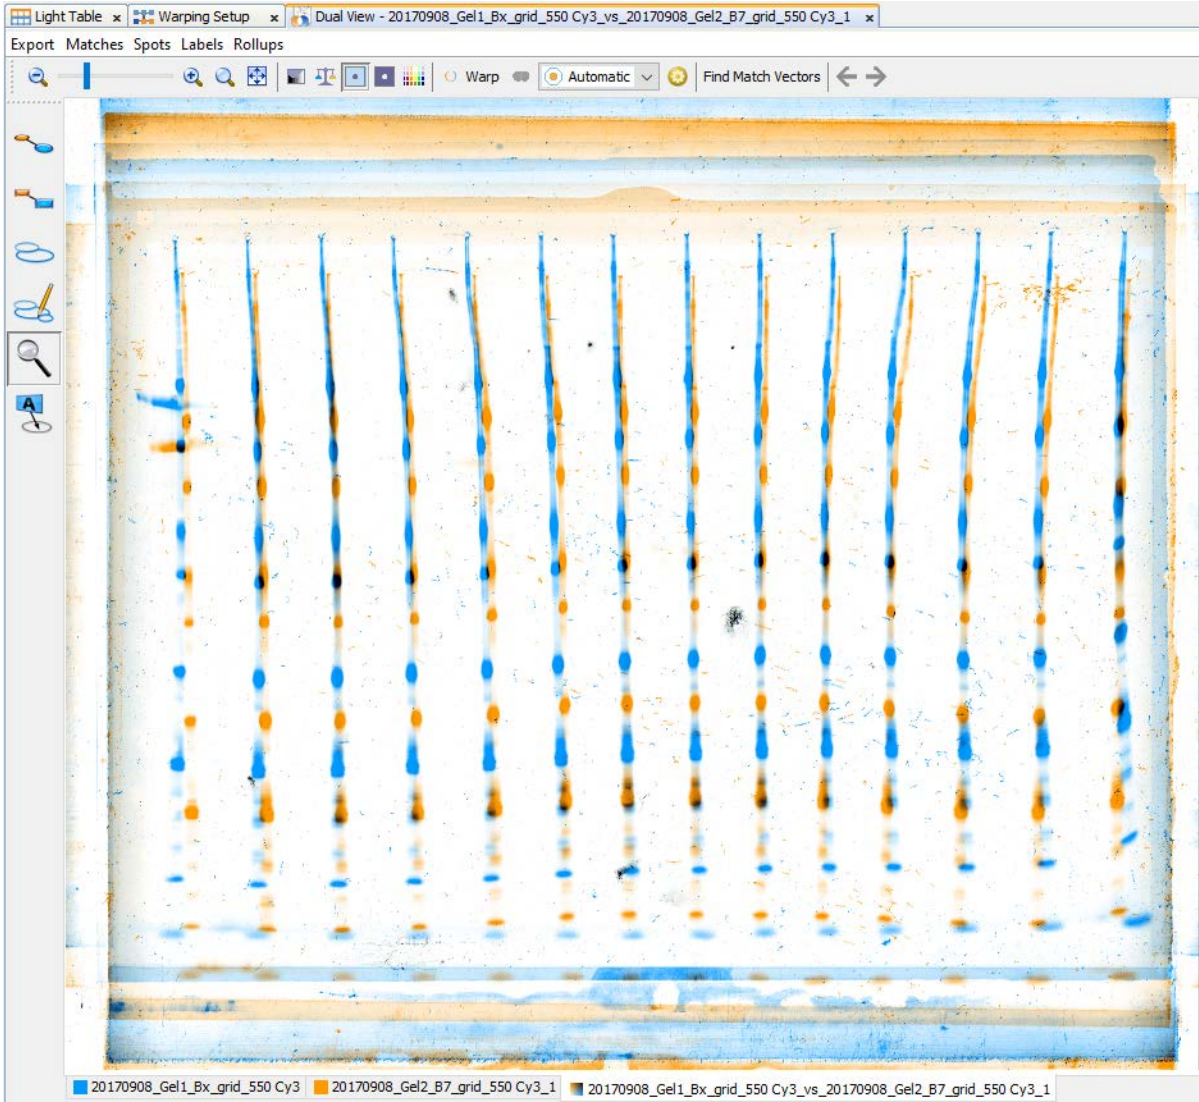 Light Table x Warping Setup x Dual View - 20170908_Gel1_Bx_grid_550 Cy3_vs_20170908_Gel2_B7_grid_550 Cy3_1 x
Export Matches Spots Labels Rollups
Warp Automatic Find Match Vectors
A
20170908_Gel1_Bx_grid_550 Cy3 20170908_Gel2_B7_grid_550 Cy3_1 20170908_Gel1_Bx_grid_550 Cy3_vs_20170908_Gel2_B7_grid_550 Cy3_1